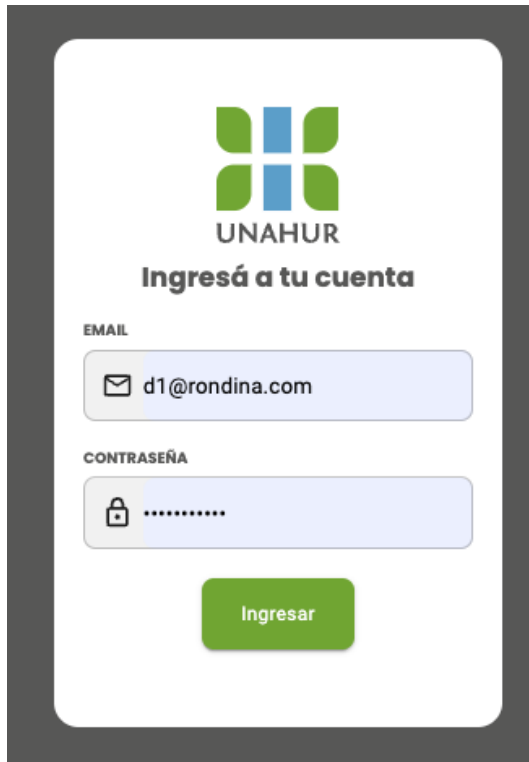 UNAHUR
Ingresá a tu cuenta
EMAIL
d1@rondina.com
CONTRASEÑA
•••••••••••
Ingresar